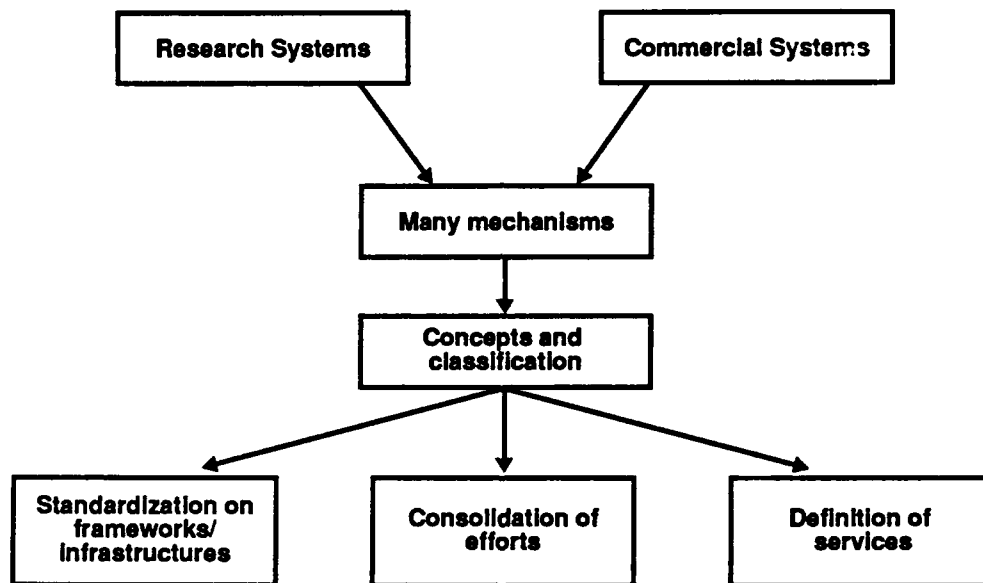 Research Systems
Commercial Systems
Many mechanisms
Concepts and
classification
Standardization on
frameworks/
infrastructures
Consolidation of
efforts
Definition of
services